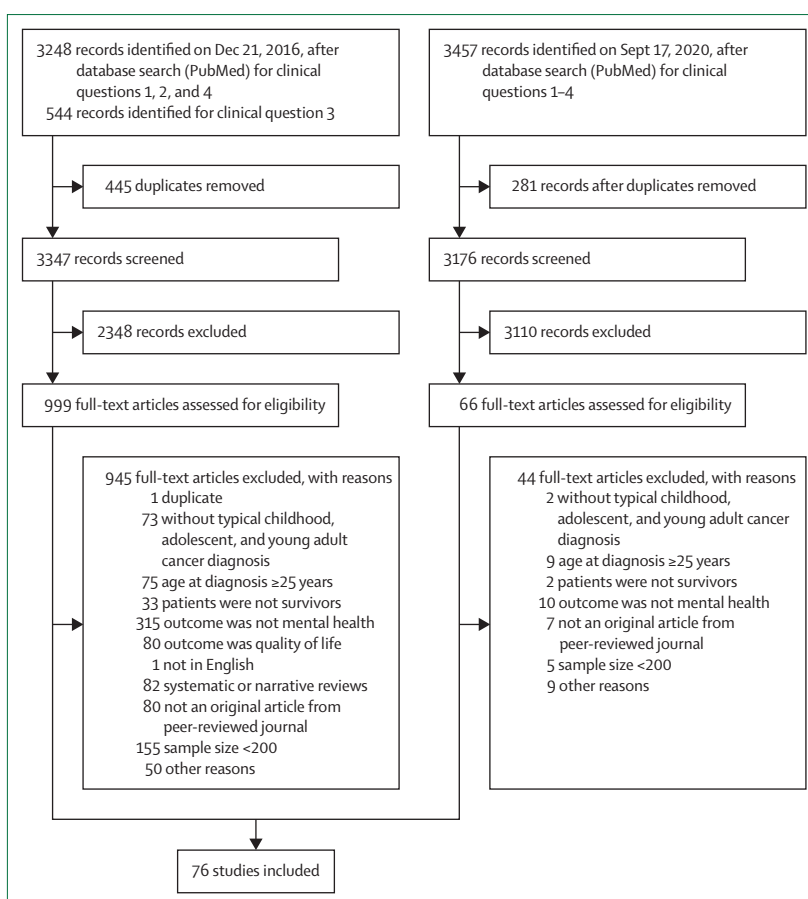 3248 records identified on Dec 21, 2016, after
database search (PubMed) for clinical
questions 1, 2, and 4
544 records identified for clinical question 3
445 duplicates removed
3347 records screened
2348 records excluded
999 full-text articles assessed for eligibility
945 full-text articles excluded, with reasons
1 duplicate
73 without typical childhood,
adolescent, and young adult
cancer diagnosis
75 age at diagnosis ≥25 years
33 patients were not survivors
315 outcome was not mental health
80 outcome was quality of life
1 not in English
82 systematic or narrative reviews
80 not an original article from
peer-reviewed journal
155 sample size <200
50 other reasons
3457 records identified on Sept 17, 2020, after
database search (PubMed) for clinical
questions 1–4
281 records after duplicates removed
3176 records screened
3110 records excluded
66 full-text articles assessed for eligibility
44 full-text articles excluded, with reasons
2 without typical childhood,
adolescent, and young adult cancer
diagnosis
9 age at diagnosis ≥25 years
2 patients were not survivors
10 outcome was not mental health
7 not an original article from
peer-reviewed journal
5 sample size <200
9 other reasons
76 studies included